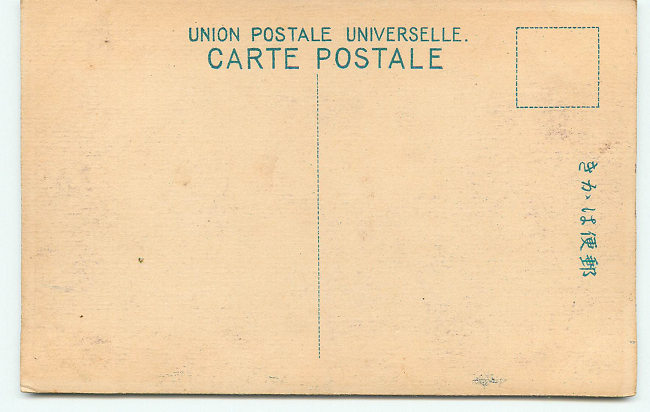 UNION POSTALE UNIVERSELLE.
CARTE POSTALE
きかは便郵